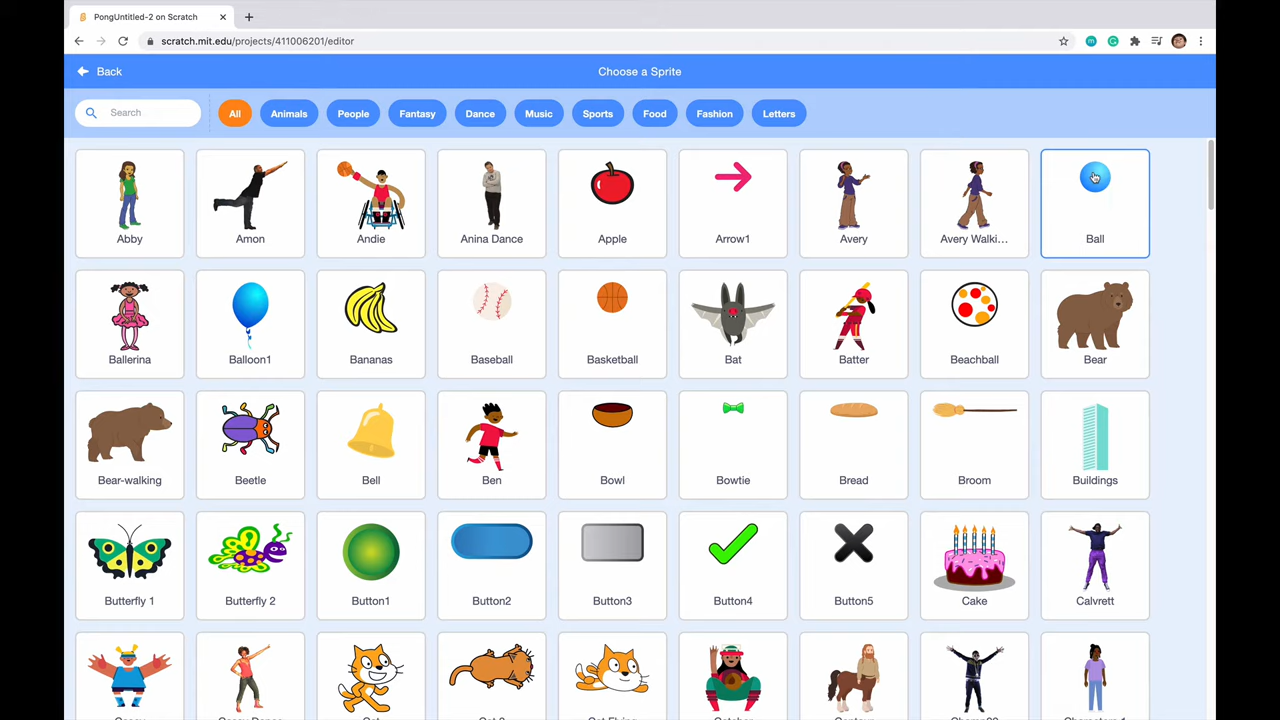 PongUntitled-2 on Scratch
scratch.mit.edu/projects/411006201/editor
Back
Choose a Sprite
Search
All
Animals
People
Fantasy
Dance
Music
Sports
Food
Fashion
Letters
Abby
Amon
Andie
Anina Dance
Apple
Arrow1
Avery
Avery Walki...
Ball
Ballerina
Balloon1
Bananas
Baseball
Basketball
Bat
Batter
Beachball
Bear
Bear-walking
Beetle
Bell
Ben
Bowl
Bowtie
Bread
Broom
Buildings
Butterfly 1
Butterfly 2
Button1
Button2
Button3
Button4
Button5
Cake
Calvrett